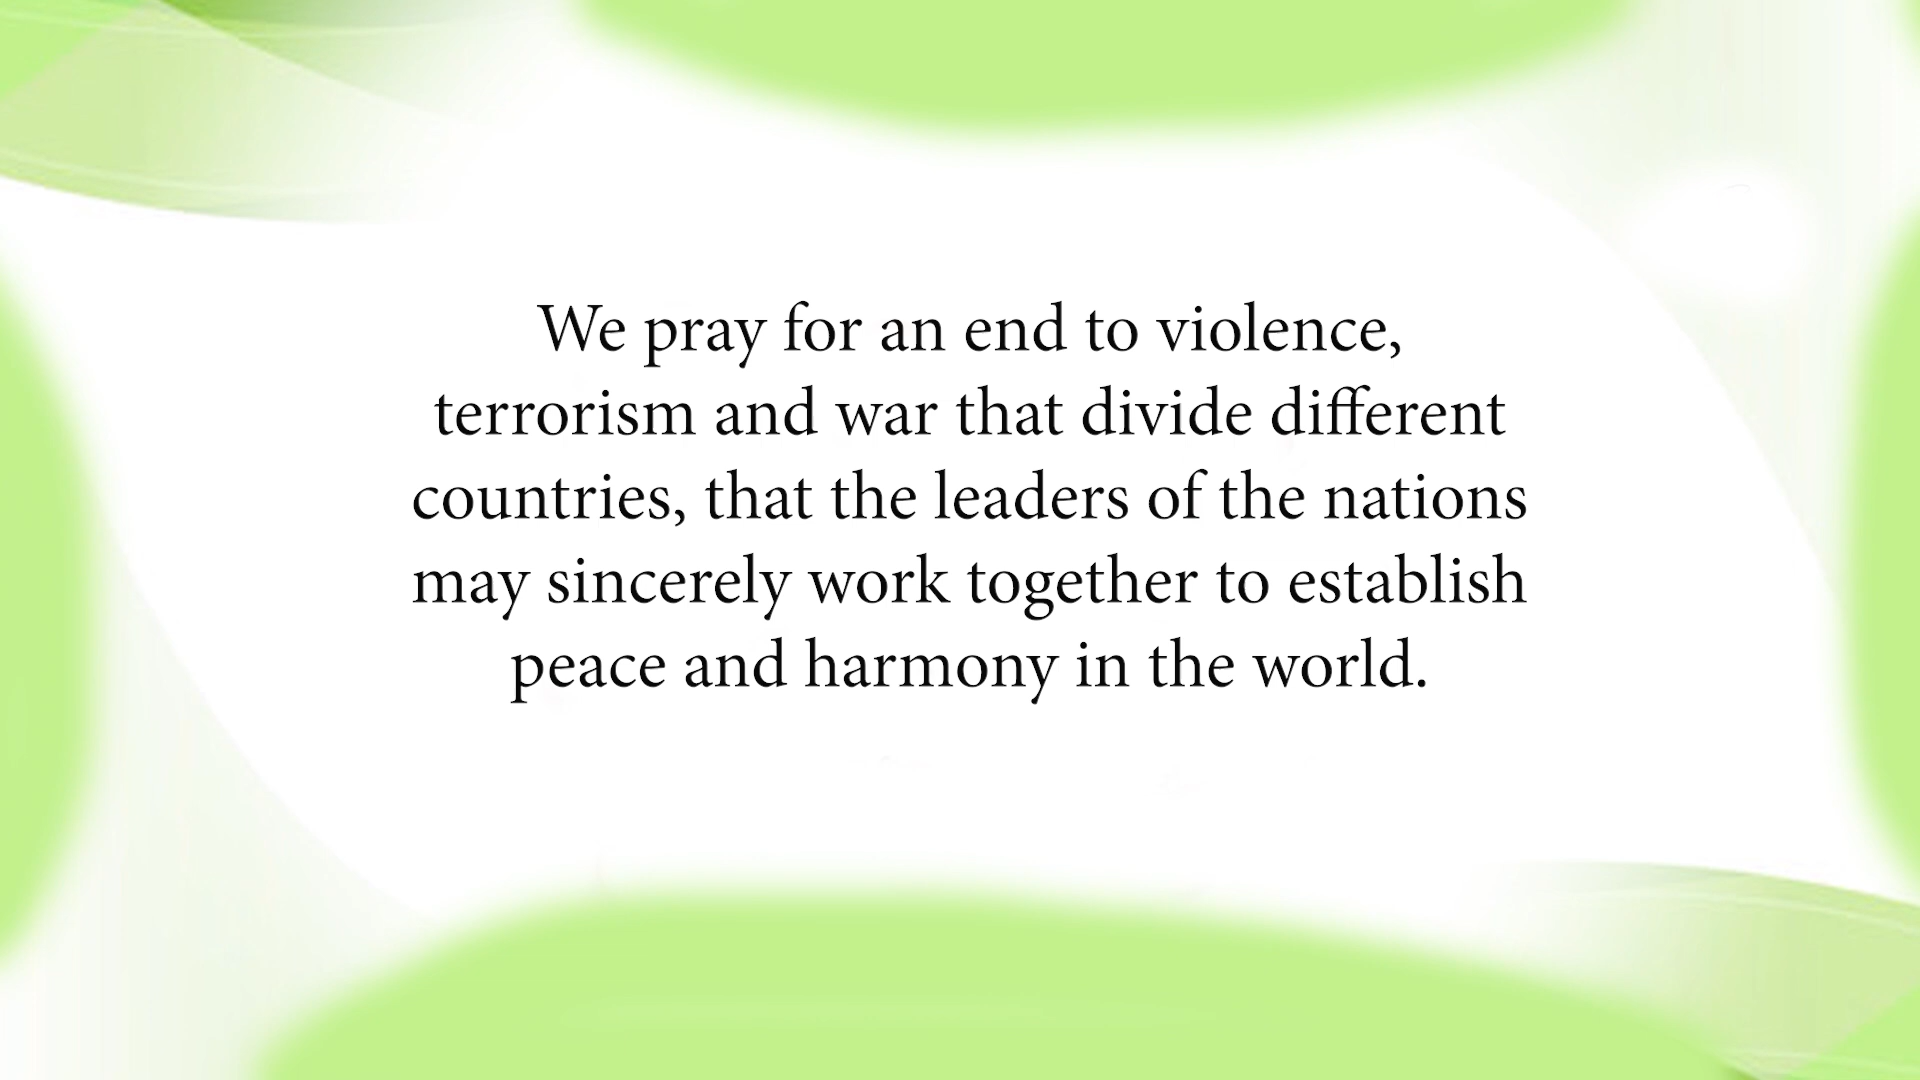 We pray for an end to violence,
terrorism and war that divide different
countries, that the leaders of the nations
may sincerely work together to establish
peace and harmony in the world.